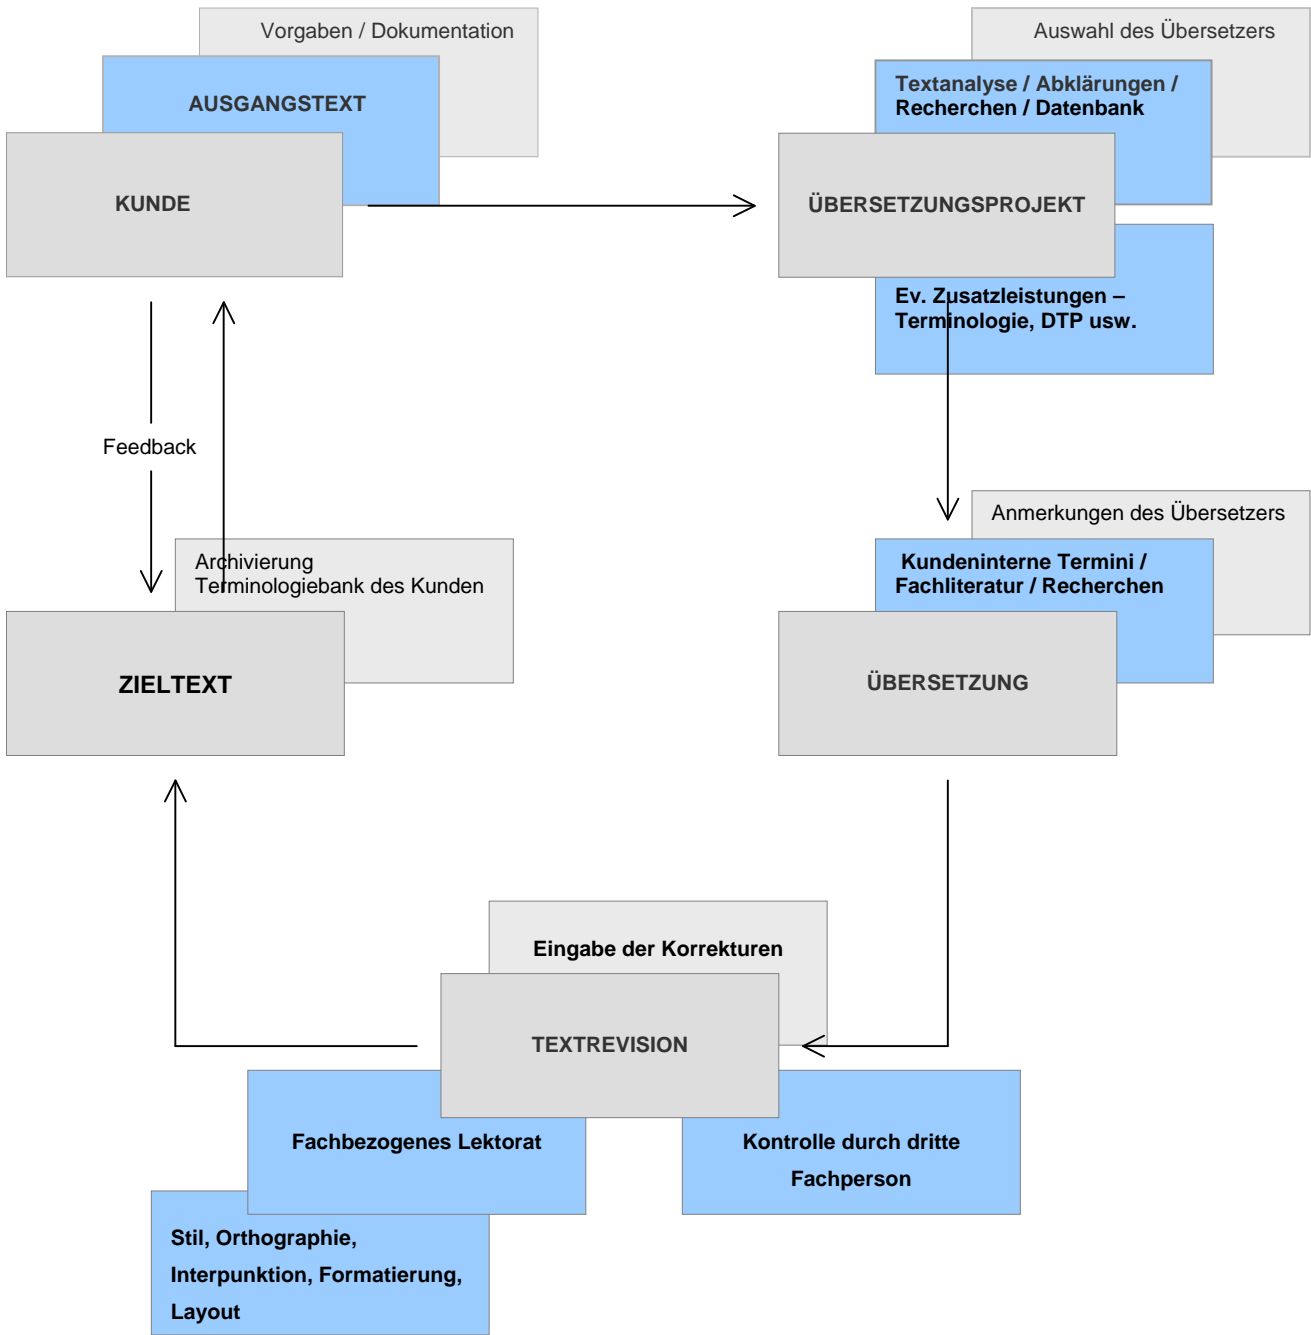 Vorgaben / Dokumentation
AUSGANGSTEXT
KUNDE
Auswahl des Übersetzers
Textanalyse / Abklärungen /
Recherchen / Datenbank
ÜBERSETZUNGSPROJEKT
Ev. Zusatzleistungen –
Terminologie, DTP usw.
Feedback
Anmerkungen des Übersetzers
Kundeninterne Termini /
Fachliteratur / Recherchen
ÜBERSETZUNG
Archivierung
Terminologiebank des Kunden
ZIELTEXT
Eingabe der Korrekturen
TEXTREVISION
Fachbezogenes Lektorat
Kontrolle durch dritte
Fachperson
Stil, Orthographie,
Interpunktion, Formatierung,
Layout